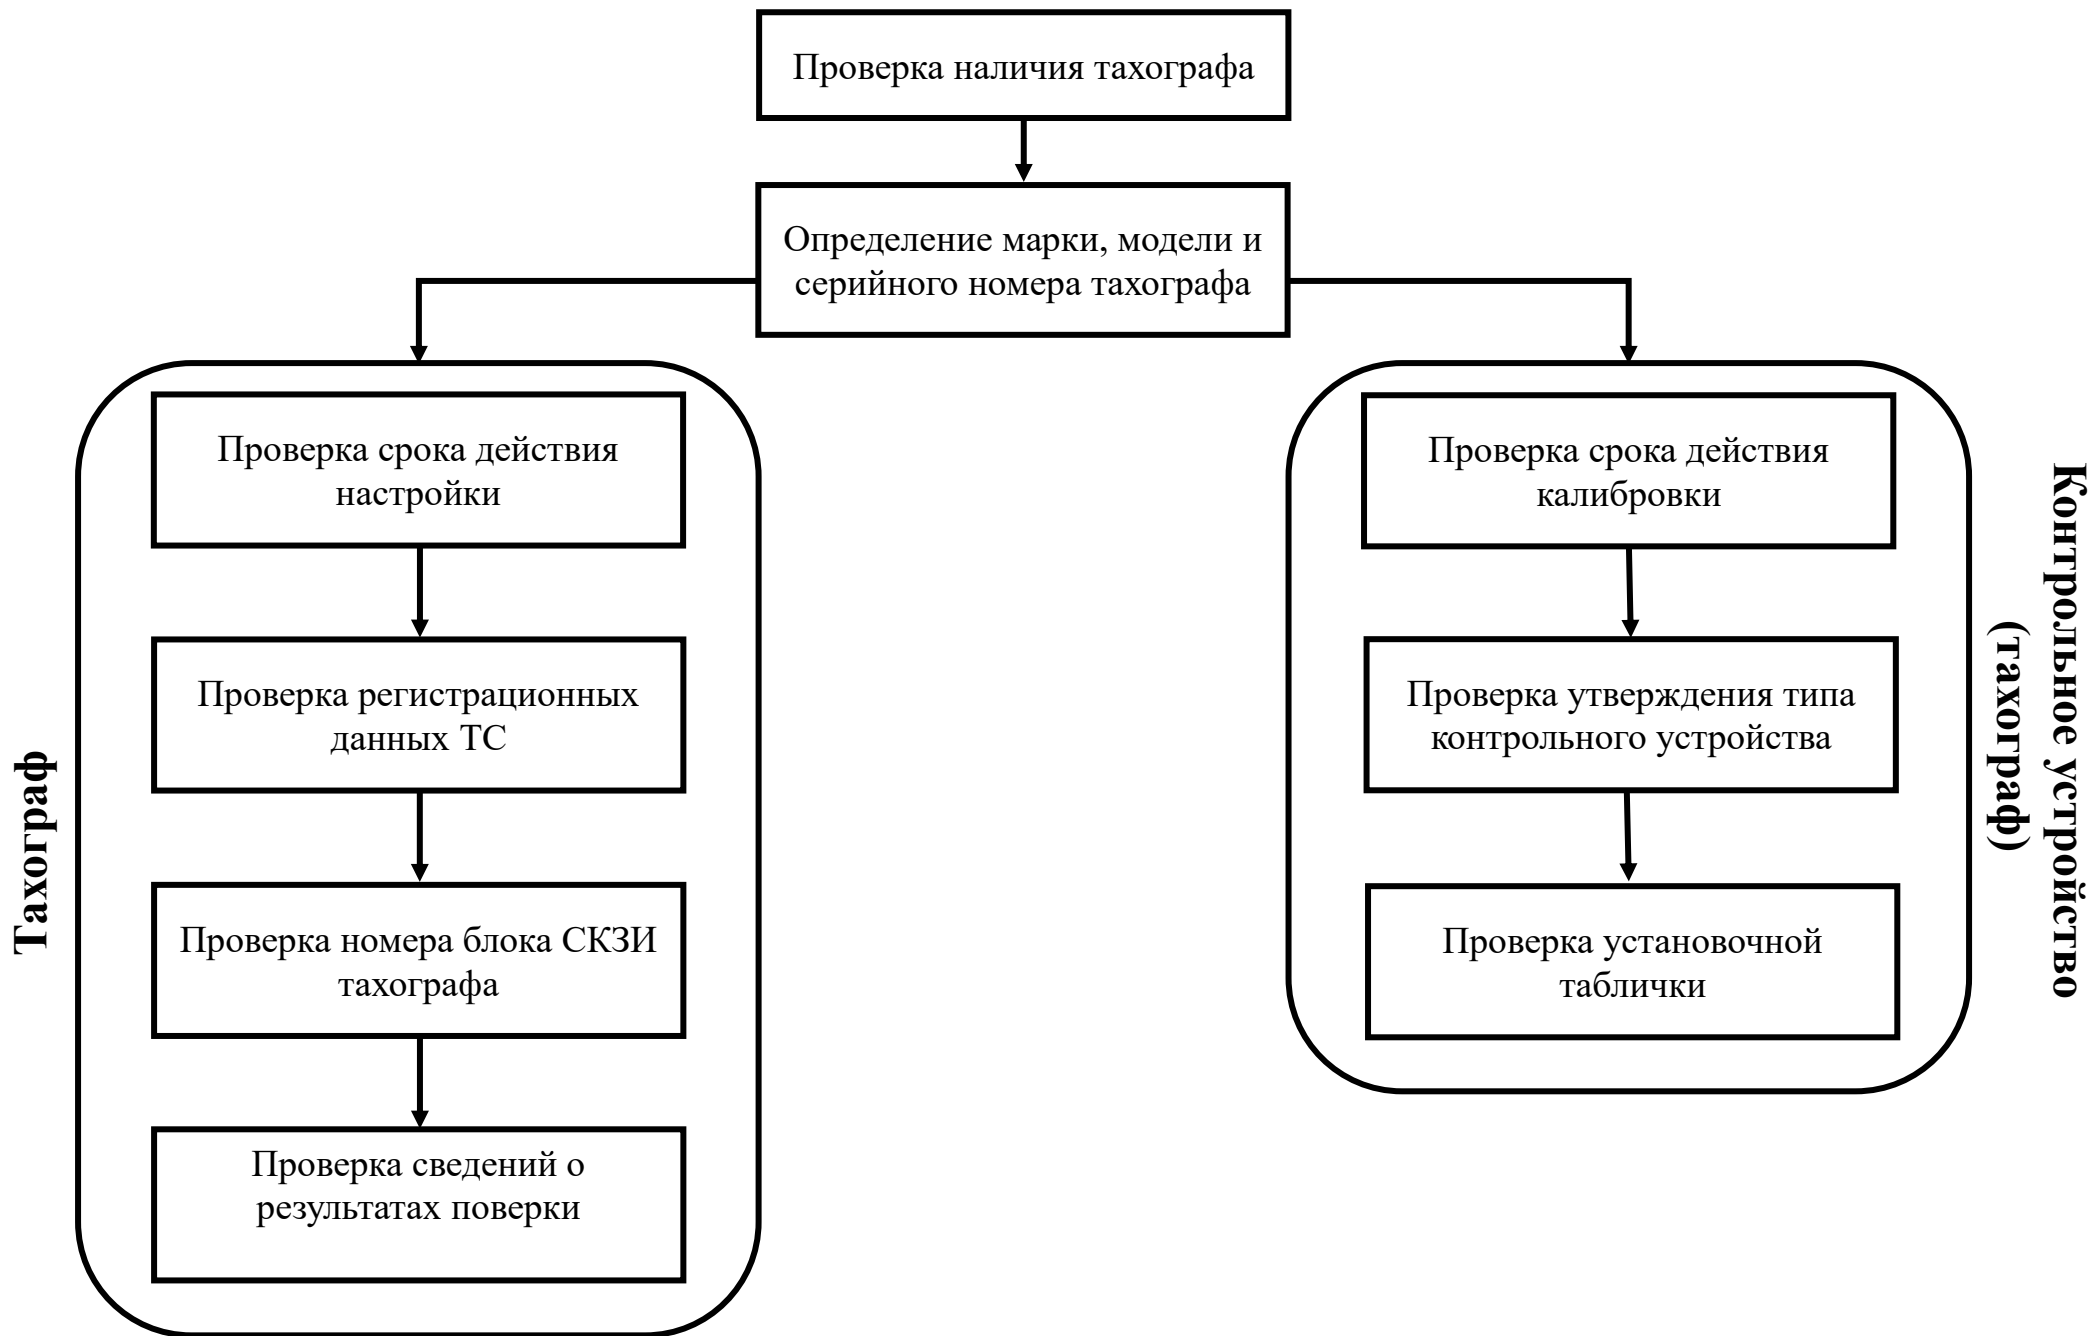 Проверка наличия тахографа
Определение марки, модели и
серийного номера тахографа
Тахограф
Проверка срока действия
настройки
Проверка регистрационных
данных ТС
Проверка номера блока СКЗИ
тахографа
Проверка сведений о
результатах поверки
Контрольное устройство
(тахограф)
Проверка срока действия
калибровки
Проверка утверждения типа
контрольного устройства
Проверка установочной
таблички